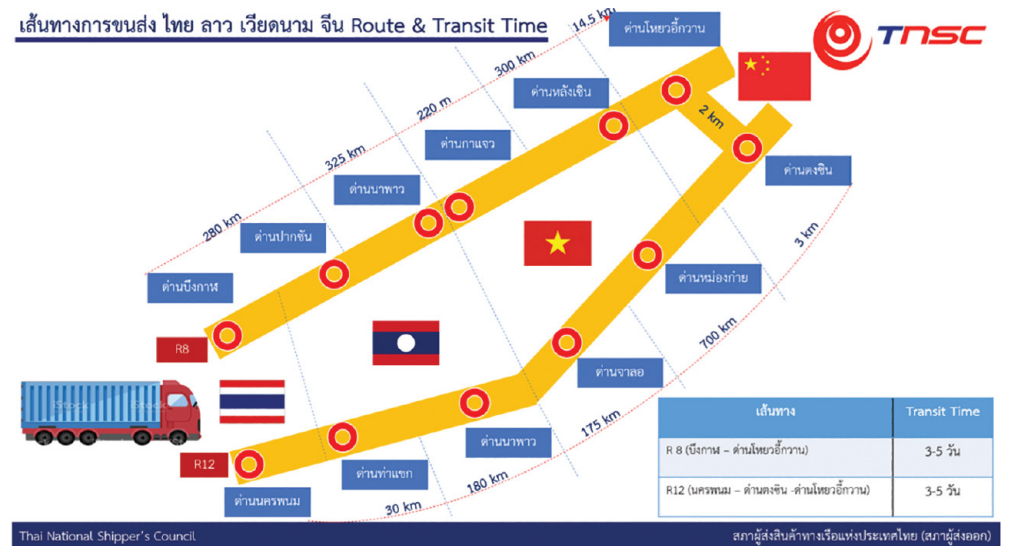 เส้นทางการขนส่ง ไทย ลาว เวียดนาม จีน Route & Transit Time
TNSC
14.5 km
ด่านโหยวอี้กวาน
300 km
ด่านหลังเซิน
220 m
2 km
ด่านกาแจว
325 km
ด่านตงซิน
ด่านนาพาว
280 km
ด่านปากซัน
3 km
ด่านบึงกาฬ
ด่านหม่องก๋าย
R8
700 km
ด่านจาลอ
iStock
iStock
175 km
ด่านนาพาว
R12
ด่านท่าแขก
180 km
ด่านนครพนม
30 km
เส้นทาง Transit Time
R 8 (บึงกาฬ – ด่านโหยวอี้กวาน) 3-5 วัน
R12 (นครพนม – ด่านตงซิน -ด่านโหยวอี้กวาน) 3-5 วัน
Thai National Shipper's Council
สภาผู้ส่งสินค้าทางเรือแห่งประเทศไทย (สภาผู้ส่งออก)